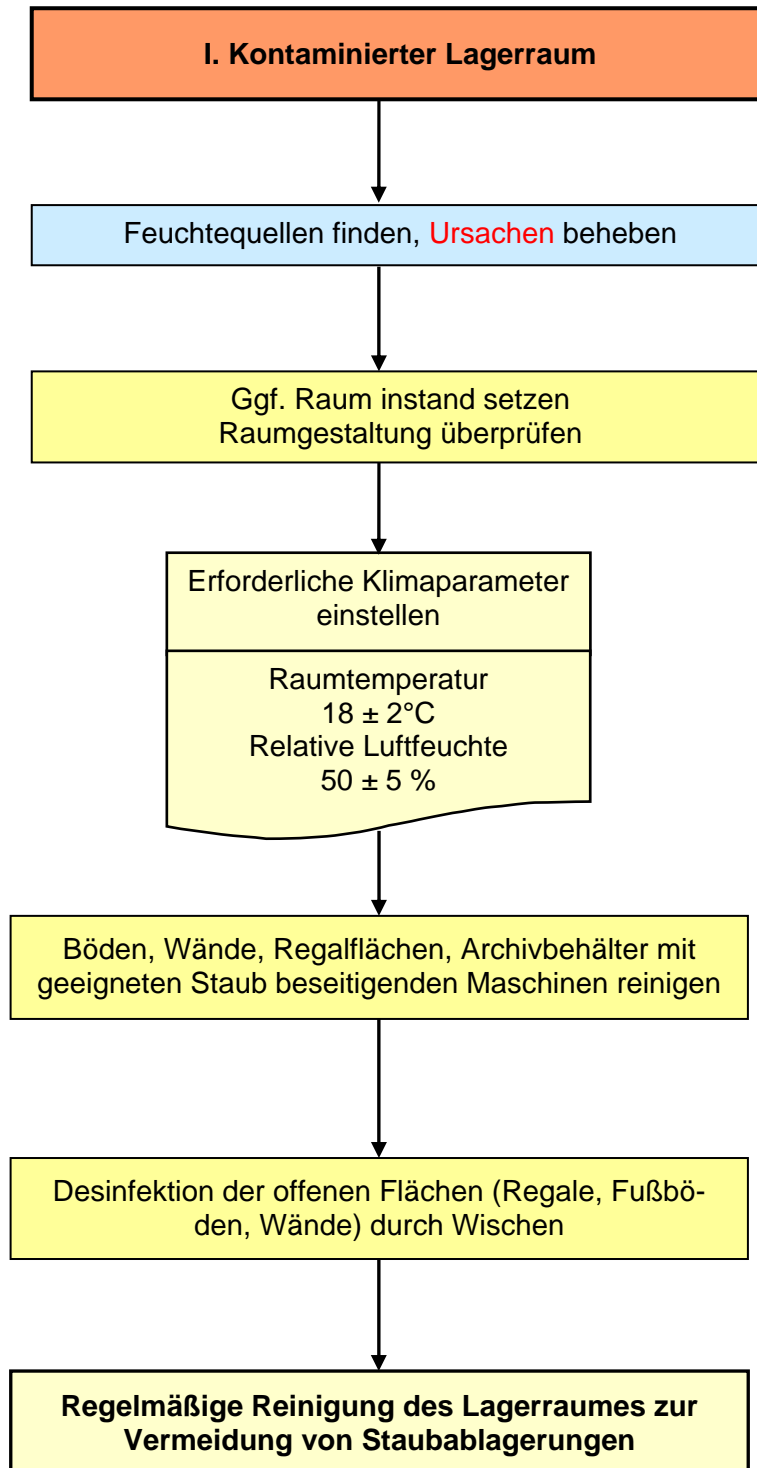 I. Kontaminierter Lagerraum
Feuchtequellen finden, Ursachen beheben
Ggf. Raum instand setzen
Raumgestaltung überprüfen
Erforderliche Klimaparameter
einstellen
Raumtemperatur
18 ± 2°C
Relative Luftfeuchte
50 ± 5 %
Böden, Wände, Regalflächen, Archivbehälter mit
geeigneten Staub beseitigenden Maschinen reinigen
Desinfektion der offenen Flächen (Regale, Fußbö-
den, Wände) durch Wischen
Regelmäßige Reinigung des Lagerraumes zur
Vermeidung von Staubablagerungen